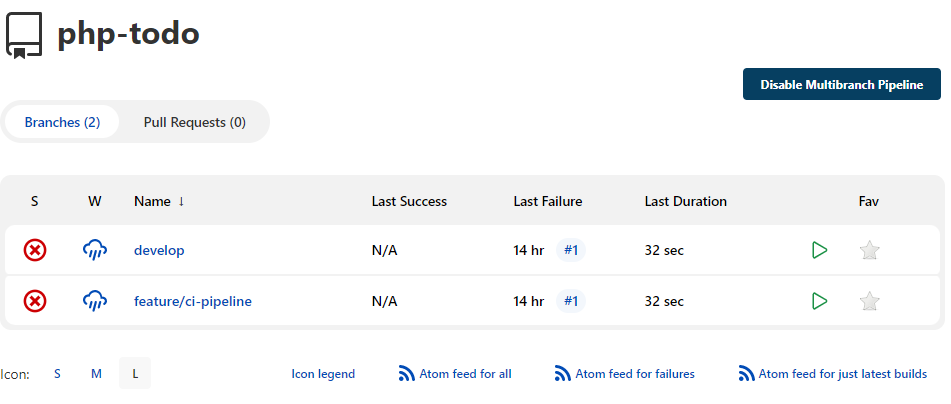 php-todo
Disable Multibranch Pipeline
Branches (2) Pull Requests (0)
S W Name ↓ Last Success Last Failure Last Duration Fav
develop N/A 14 hr #1 32 sec
feature/ci-pipeline N/A 14 hr #1 32 sec
Icon: S M L Icon legend Atom feed for all Atom feed for failures Atom feed for just latest builds